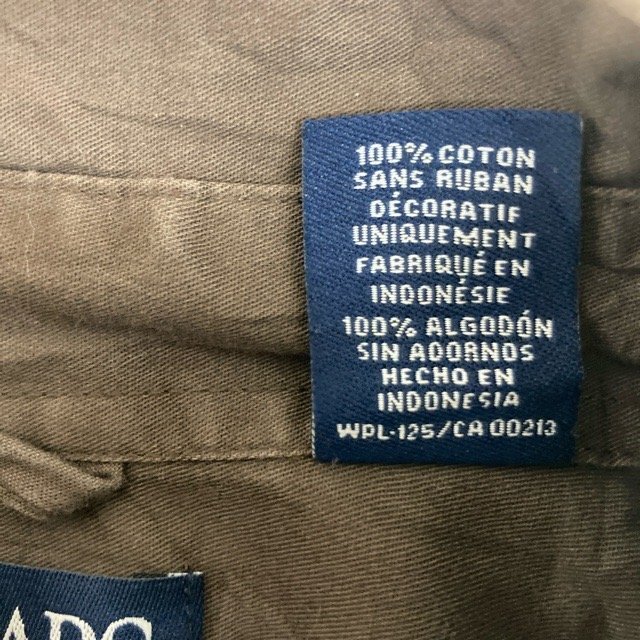 100% COTON
SANS RUBAN
DÉCORATIF
UNIQUEMENT
FABRIQUÉ EN
INDONÉSIE
100% ALGODÓN
SIN ADORNOS
HECHO EN
INDONESIA
WPL-125/CA 00213